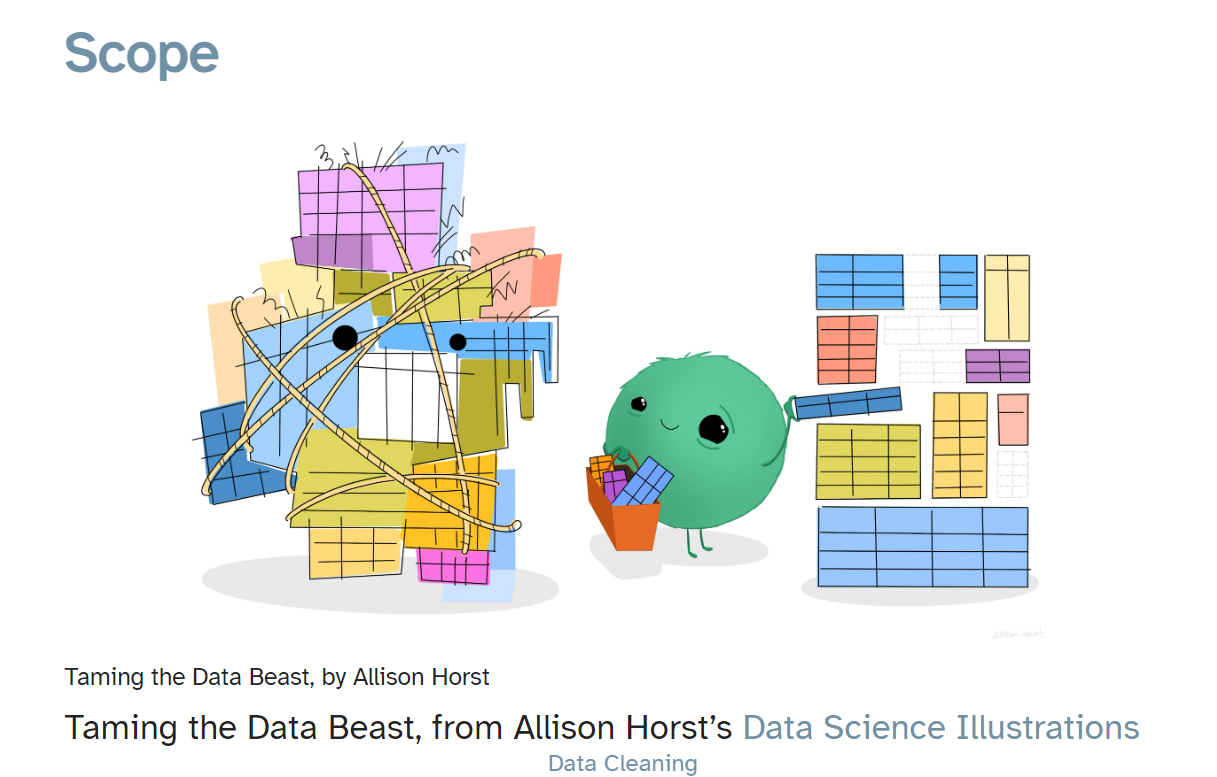 Scope
Taming the Data Beast, by Allison Horst
Taming the Data Beast, from Allison Horst’s Data Science Illustrations
Data Cleaning